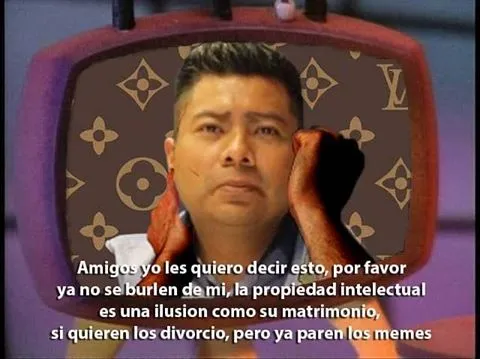 Amigos yo les quiero decir esto, por favor
ya no se burlen de mi, la propiedad intelectual
es una ilusion como su matrimonio,
si quieren los divorcio, pero ya paren los memes